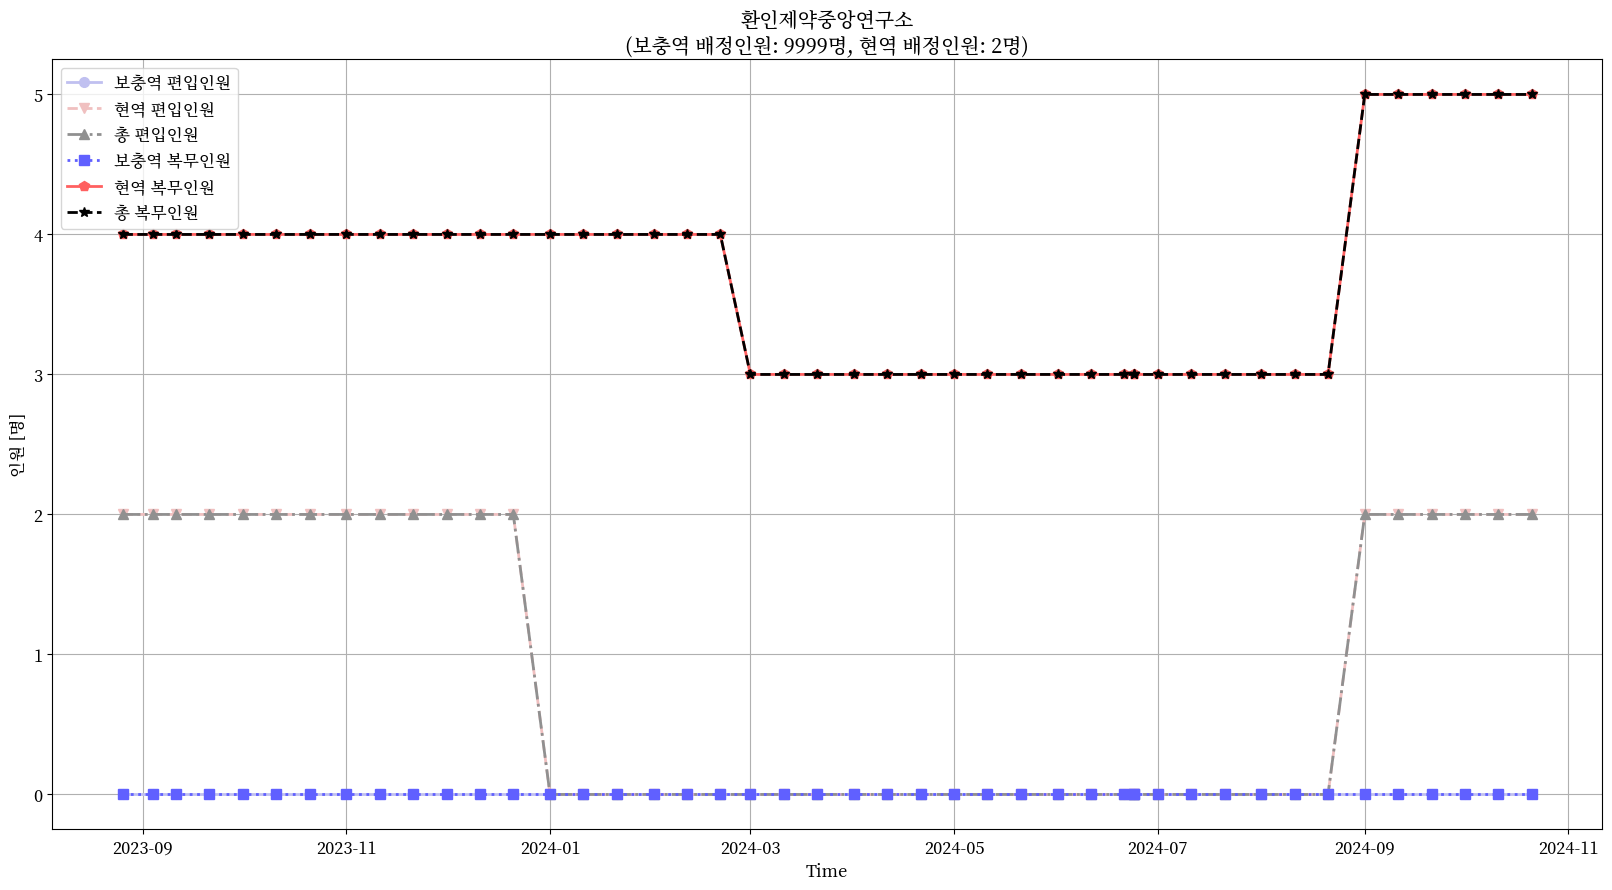 환인제약중앙연구소
(보충역 배정인원: 9999명, 현역 배정인원: 2명)
보충역 편입인원
현역 편입인원
총 편입인원
보충역 복무인원
현역 복무인원
총 복무인원
5
4
3
2
1
0
인원 [명]
2023-09
2023-11
2024-01
2024-03
2024-05
2024-07
2024-09
2024-11
Time